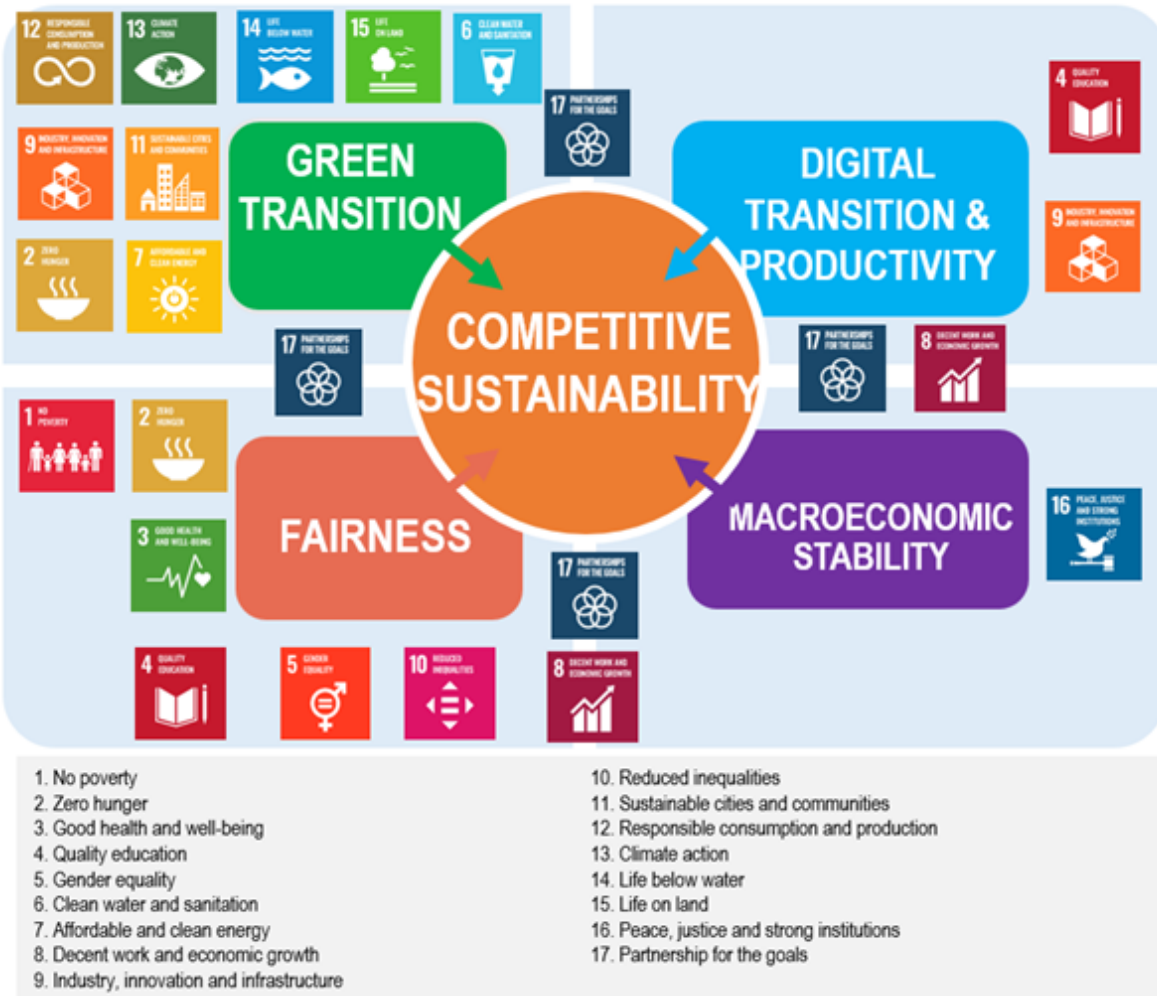 12 RESPONSIBLE
CONSUMPTION
AND PRODUCTION
13 CLIMATE
ACTION
14 LIFE
BELOW WATER
15 LIFE
ON LAND
6 CLEAN WATER
AND SANITATION
17 PARTNERSHIPS
FOR THE GOALS
4 QUALITY
EDUCATION
9 INDUSTRY, INNOVATION
AND INFRASTRUCTURE
11 SUSTAINABLE CITIES
AND COMMUNITIES
GREEN
TRANSITION
DIGITAL
TRANSITION &
PRODUCTIVITY
9 INDUSTRY, INNOVATION
AND INFRASTRUCTURE
2 ZERO
HUNGER
7 AFFORDABLE AND
CLEAN ENERGY
17 PARTNERSHIPS
FOR THE GOALS
COMPETITIVE
SUSTAINABILITY
17 PARTNERSHIPS
FOR THE GOALS
8 DECENT WORK AND
ECONOMIC GROWTH
1 NO
POVERTY
2 ZERO
HUNGER
3 GOOD HEALTH
AND WELL-BEING
FAIRNESS
MACROECONOMIC
STABILITY
16 PEACE, JUSTICE
AND STRONG
INSTITUTIONS
17 PARTNERSHIPS
FOR THE GOALS
4 QUALITY
EDUCATION
5 GENDER
EQUALITY
10 REDUCED
INEQUALITIES
8 DECENT WORK AND
ECONOMIC GROWTH
1. No poverty
2. Zero hunger
3. Good health and well-being
4. Quality education
5. Gender equality
6. Clean water and sanitation
7. Affordable and clean energy
8. Decent work and economic growth
9. Industry, innovation and infrastructure
10. Reduced inequalities
11. Sustainable cities and communities
12. Responsible consumption and production
13. Climate action
14. Life below water
15. Life on land
16. Peace, justice and strong institutions
17. Partnership for the goals